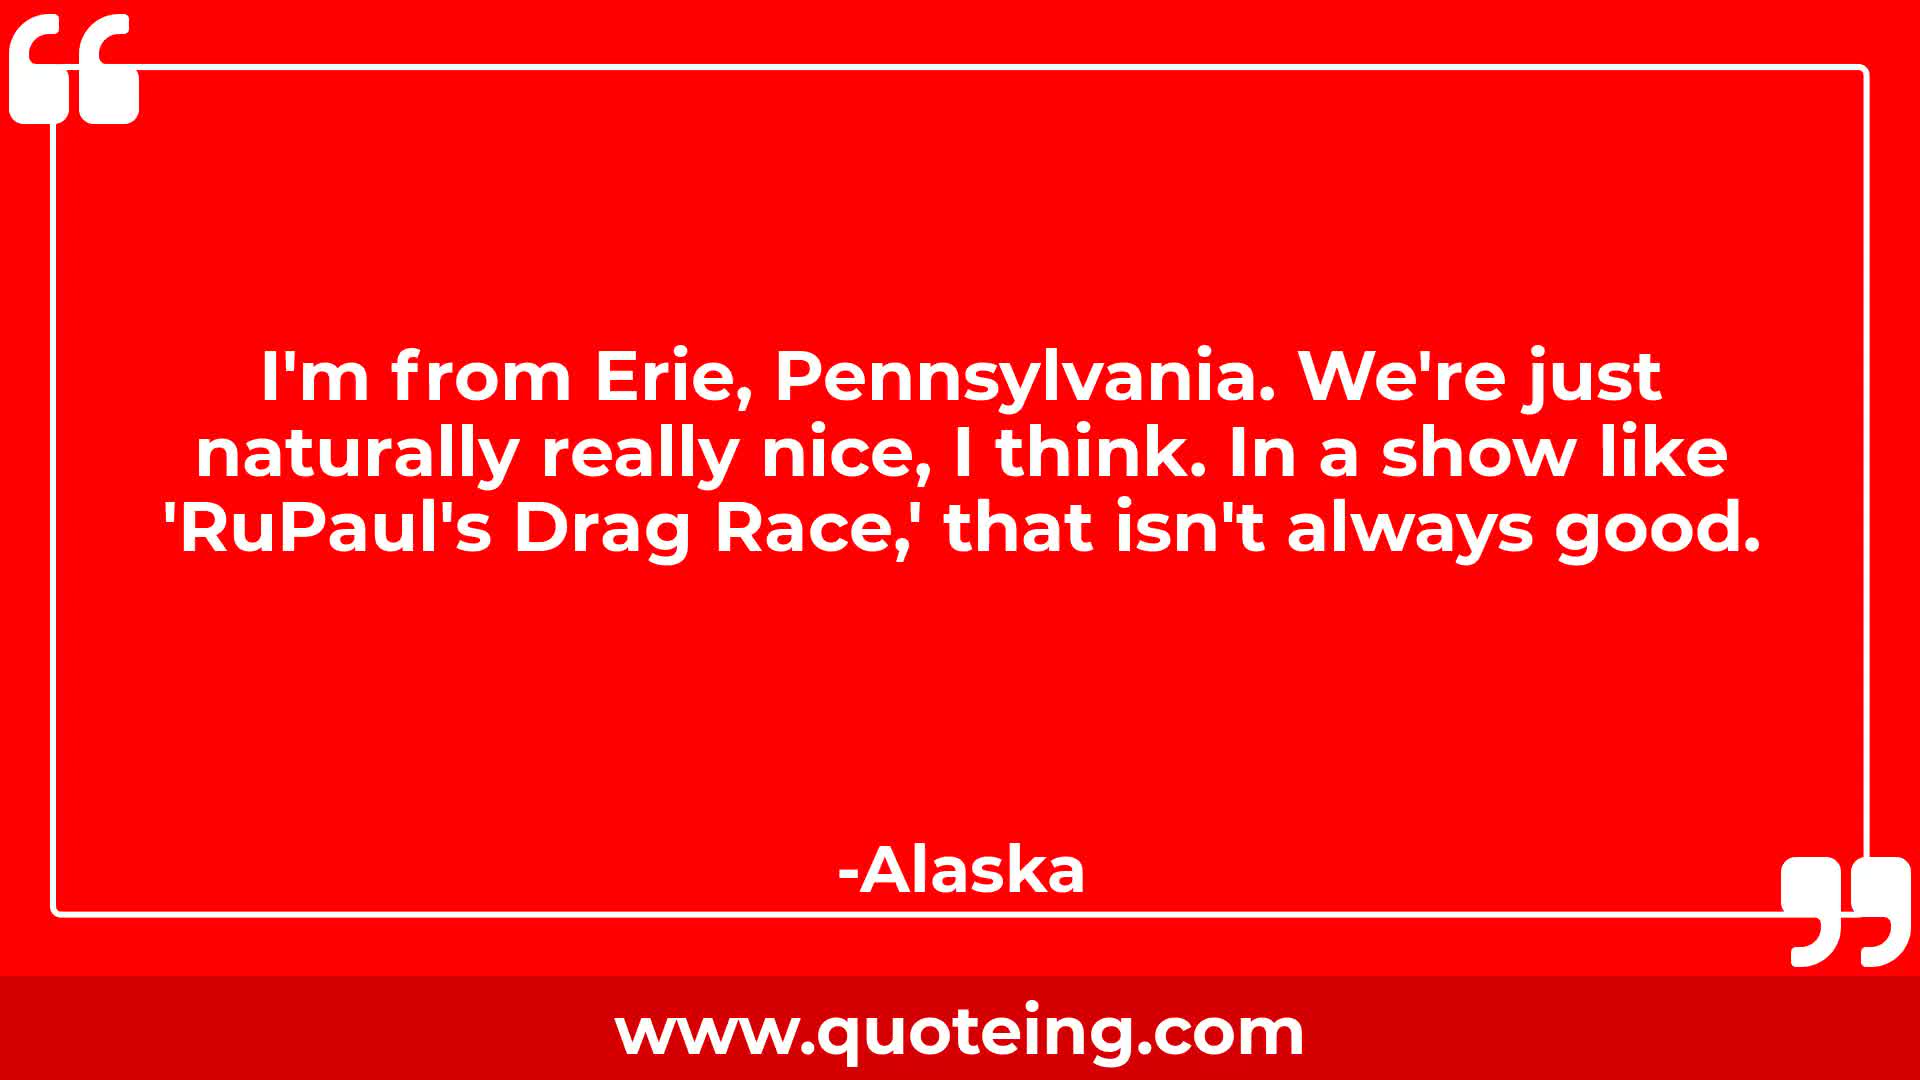 I'm from Erie, Pennsylvania. We're just
naturally really nice, I think. In a show like
'RuPaul's Drag Race,' that isn't always good.
-Alaska
www.quoteing.com